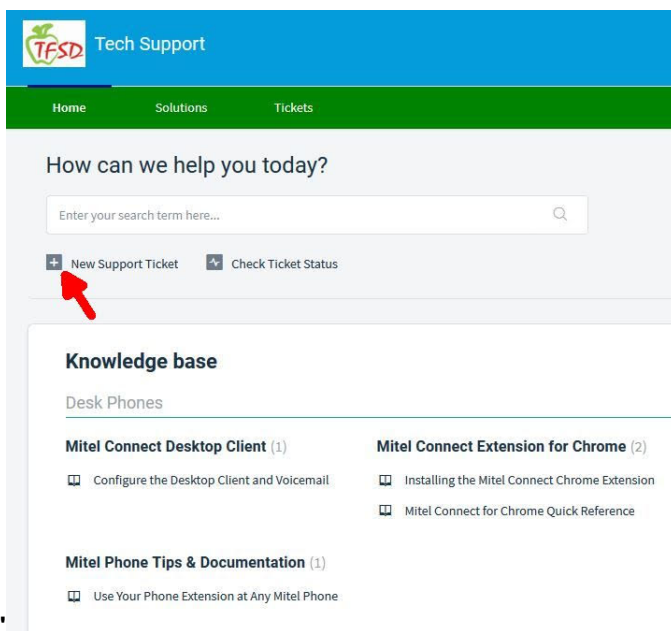 TFSD Tech Support
Home Solutions Tickets
How can we help you today?
Enter your search term here...
New Support Ticket Check Ticket Status
Knowledge base
Desk Phones
Mitel Connect Desktop Client (1) Mitel Connect Extension for Chrome (2)
Configure the Desktop Client and Voicemail Installing the Mitel Connect Chrome Extension
Mitel Connect for Chrome Quick Reference
Mitel Phone Tips & Documentation (1)
Use Your Phone Extension at Any Mitel Phone